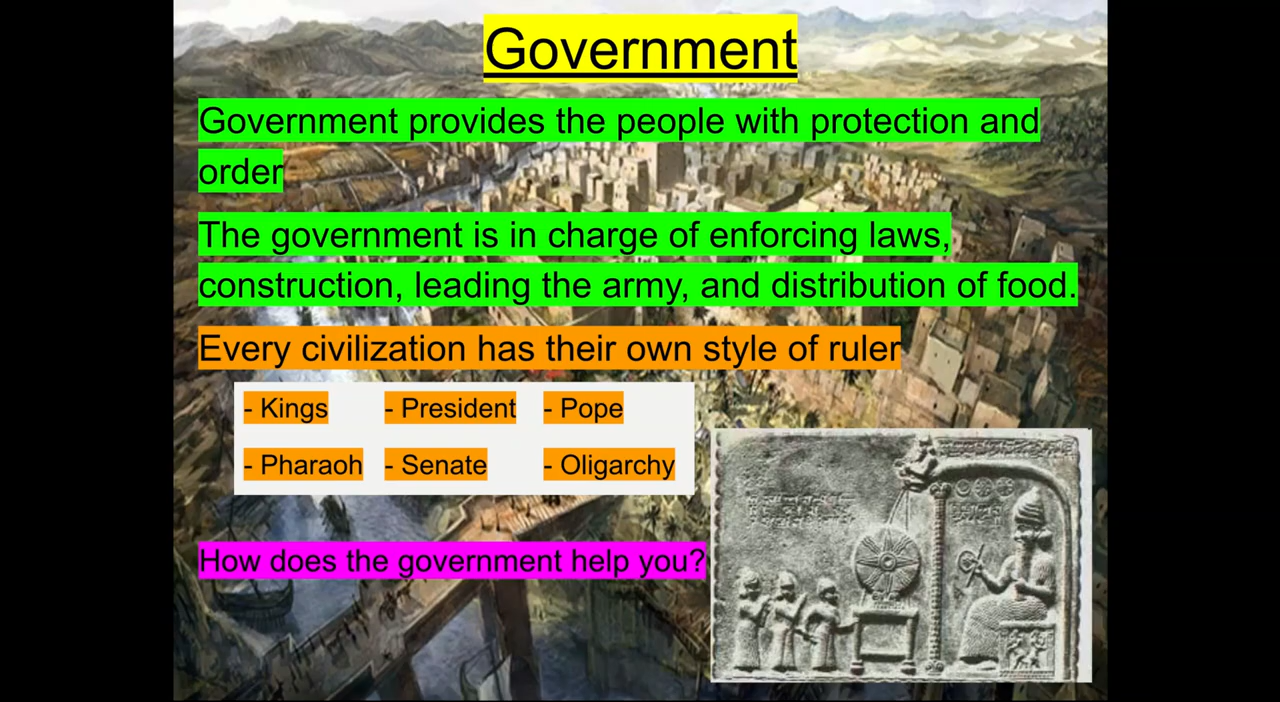 Government
Government provides the people with protection and
order
The government is in charge of enforcing laws,
construction, leading the army, and distribution of food.
Every civilization has their own style of ruler
- Kings - President - Pope
- Pharaoh - Senate - Oligarchy
How does the government help you?